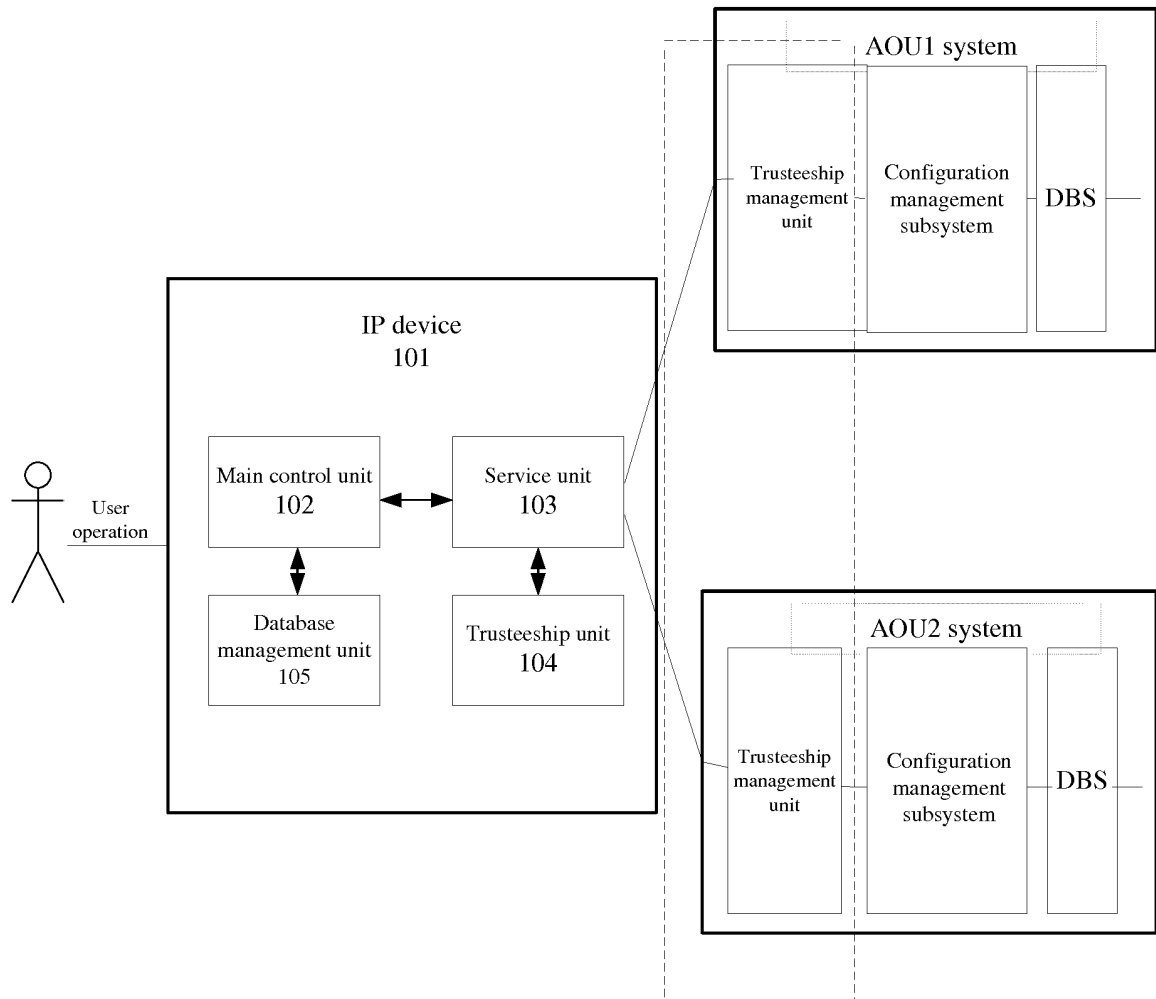 AOU1 system
Trusteeship
management
unit
Configuration
management
subsystem
DBS
IP device
101
Main control unit
102
Service unit
103
User
operation
Database
management unit
105
Trusteeship unit
104
AOU2 system
Trusteeship
management
unit
Configuration
management
subsystem
DBS